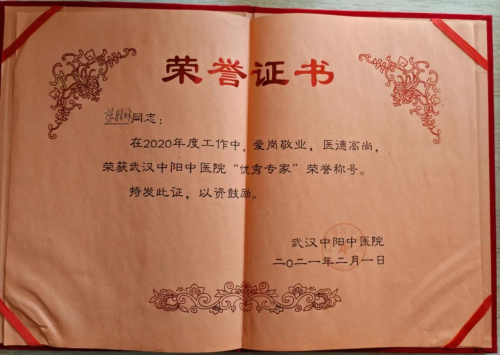 荣誉证书
同志：
在2020年度工作中，爱岗敬业，医德高尚，
荣获武汉中阳中医院“优秀专家”荣誉称号。
特发此证，以资鼓励。
武汉中阳中医院
二〇二一年二月一日